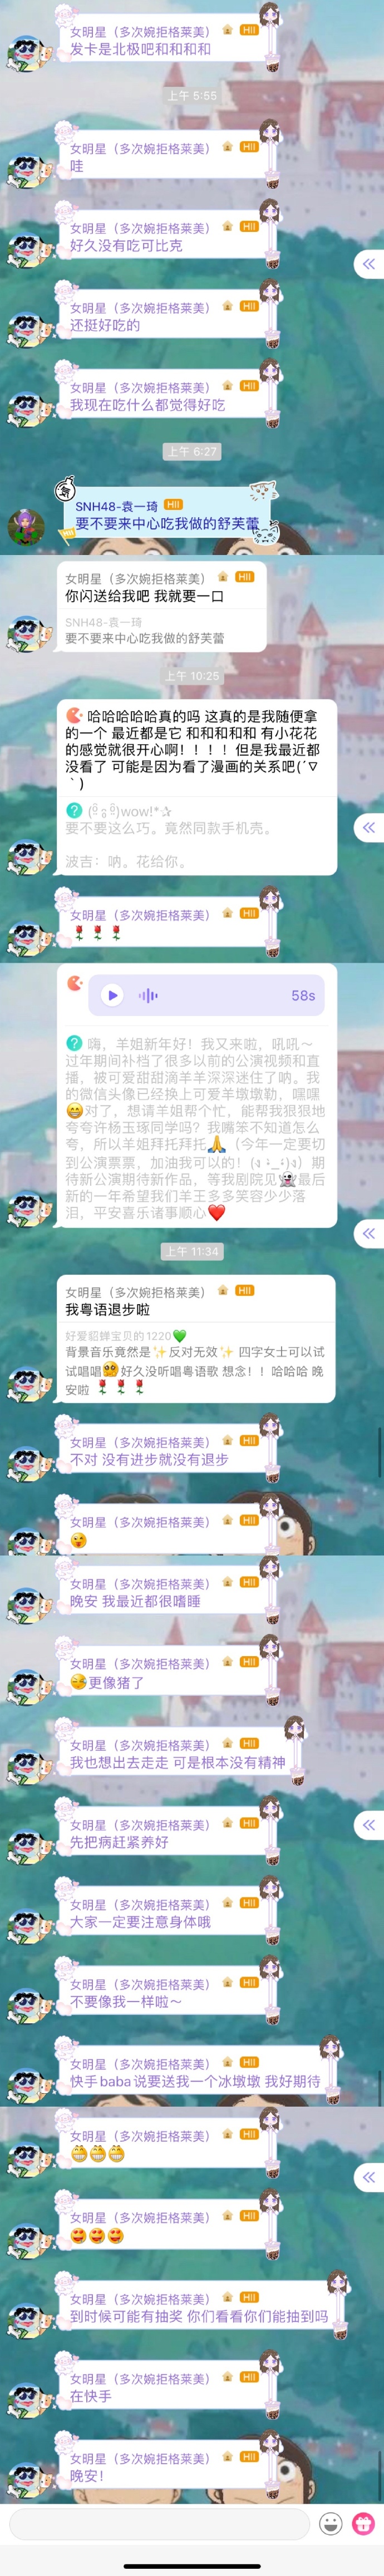 女明星（多次婉拒格莱美） HII
发卡是北极吧和和和和
上午 5:55
女明星（多次婉拒格莱美） HII
哇
女明星（多次婉拒格莱美） HII
好久没有吃可比克
女明星（多次婉拒格莱美） HII
还挺好吃的
女明星（多次婉拒格莱美） HII
我现在吃什么都觉得好吃
上午 6:27
SNH48-袁一琦 HII
要不要来中心吃我做的舒芙蕾
女明星（多次婉拒格莱美） HII
你闪送给我吧 我就要一口
SNH48-袁一琦
要不要来中心吃我做的舒芙蕾
上午 10:25
哈哈哈哈哈真的吗 这真的是我随便拿
的一个 最近都是它 和和和和和 有小花花
的感觉就很开心啊！！！！但是我最近都
没看了 可能是因为看了漫画的关系吧(´∇
｀)
wow!*✰
要不要这么巧。竟然同款手机壳。
波吉：呐。花给你。
女明星（多次婉拒格莱美） HII
🌹🌹🌹
58s
嗨，羊姐新年好！我又来啦，吼吼～
过年期间补档了很多以前的公演视频和直
播，被可爱甜甜滴羊羊深深迷住了呐。我
的微信头像已经换上可爱羊墩墩勒，嘿嘿
😁对了，想请羊姐帮个忙，能帮我狠狠地
夸夸许杨玉琢同学吗？我嘴笨不知道怎么
夸，所以羊姐拜托拜托🙏（今年一定要切
到公演票票，加油我可以的！期
待新公演期待新作品，等我剧院见👻最后
新的一年希望我们羊王多多笑容少少落
泪，平安喜乐诸事顺心❤️
上午 11:34
女明星（多次婉拒格莱美） HII
我粤语退步啦
好爱貂蝉宝贝的1220💚
背景音乐竟然是✨反对无效✨ 四字女士可以试
试唱唱🥺好久没听唱粤语歌 想念！！哈哈哈 晚
安啦 🌹🌹🌹
女明星（多次婉拒格莱美） HII
不对 没有进步就没有退步
女明星（多次婉拒格莱美） HII
😜
女明星（多次婉拒格莱美） HII
晚安 我最近都很嗜睡
女明星（多次婉拒格莱美） HII
更像猪了
女明星（多次婉拒格莱美） HII
我也想出去走走 可是根本没有精神
女明星（多次婉拒格莱美） HII
先把病赶紧养好
女明星（多次婉拒格莱美） HII
大家一定要注意身体哦
女明星（多次婉拒格莱美） HII
不要像我一样啦～
女明星（多次婉拒格莱美） HII
快手baba说要送我一个冰墩墩 我好期待
女明星（多次婉拒格莱美） HII
😁😁😁
女明星（多次婉拒格莱美） HII
😍😍😍
女明星（多次婉拒格莱美） HII
到时候可能有抽奖 你们看看你们能抽到吗
女明星（多次婉拒格莱美） HII
在快手
女明星（多次婉拒格莱美） HII
晚安！